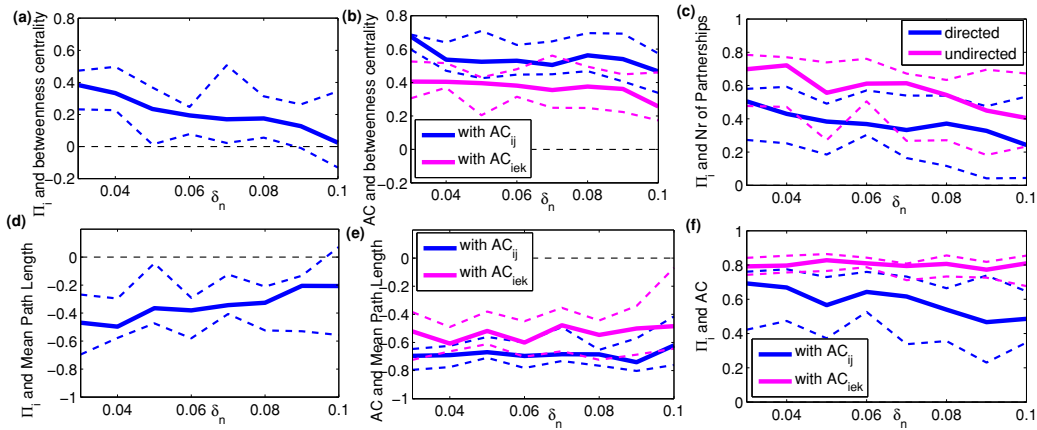 (a)
Π_i and betweenness centrality
0.8
0.6
0.4
0.2
0
0.2
0.04 0.06 0.08 0.1
δ_n
(b)
AC and betweenness centrality
0.8
0.6
0.4
0.2
0
0.2
with AC_ij
with AC_iek
0.04 0.06 0.08 0.1
δ_n
(c)
Π_i and Nr of Partnerships
1
0.8
0.6
0.4
0.2
0
directed
undirected
0.04 0.06 0.08 0.1
δ_n
(d)
Π_i and Mean Path Length
0
−0.2
−0.4
−0.6
−0.8
−1
0.04 0.06 0.08 0.1
δ_n
(e)
AC and Mean Path Length
0
−0.2
−0.4
−0.6
−0.8
−1
with AC_ij
with AC_iek
0.04 0.06 0.08 0.1
δ_n
(f)
Π_i and AC
1
0.8
0.6
0.4
0.2
0
with AC_ij
with AC_iek
0.04 0.06 0.08 0.1
δ_n